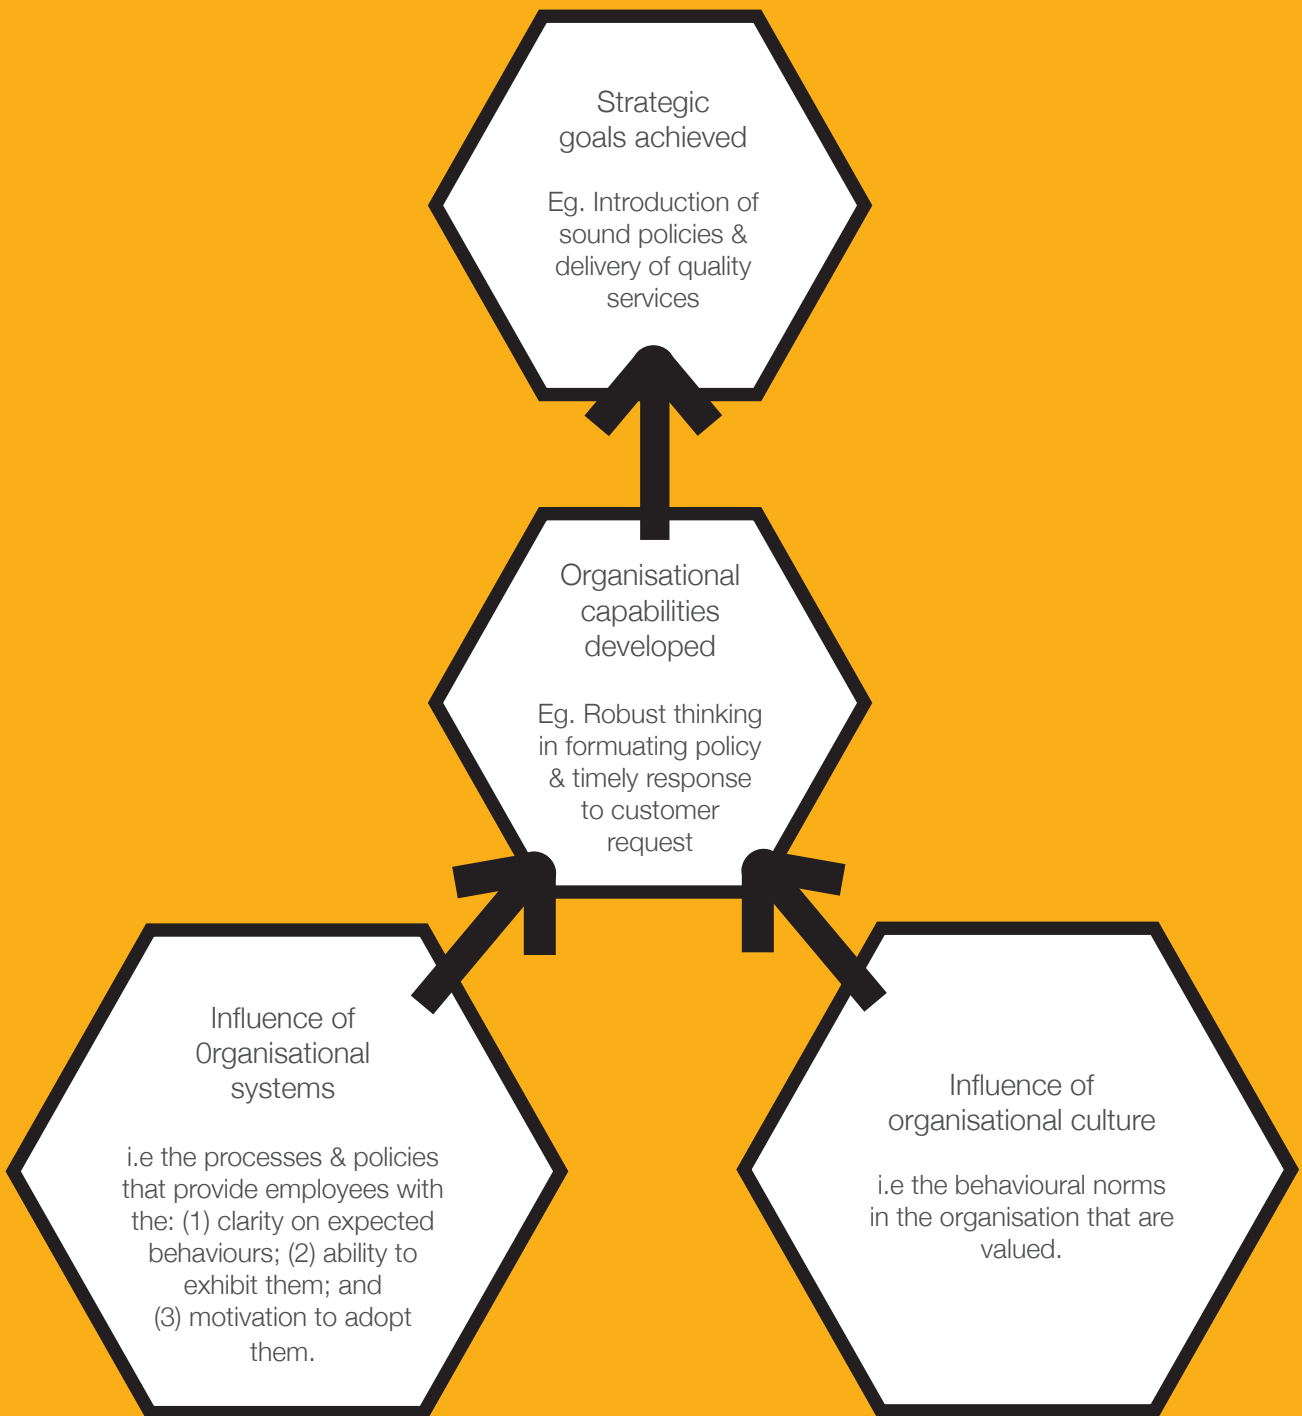 Strategic
goals achieved
Eg. Introduction of
sound policies &
delivery of quality
services
Organisational
capabilities
developed
Eg. Robust thinking
in formuating policy
& timely response
to customer
request
Influence of
0rganisational
systems
i.e the processes & policies
that provide employees with
the: (1) clarity on expected
behaviours; (2) ability to
exhibit them; and
(3) motivation to adopt
them.
Influence of
organisational culture
i.e the behavioural norms
in the organisation that are
valued.